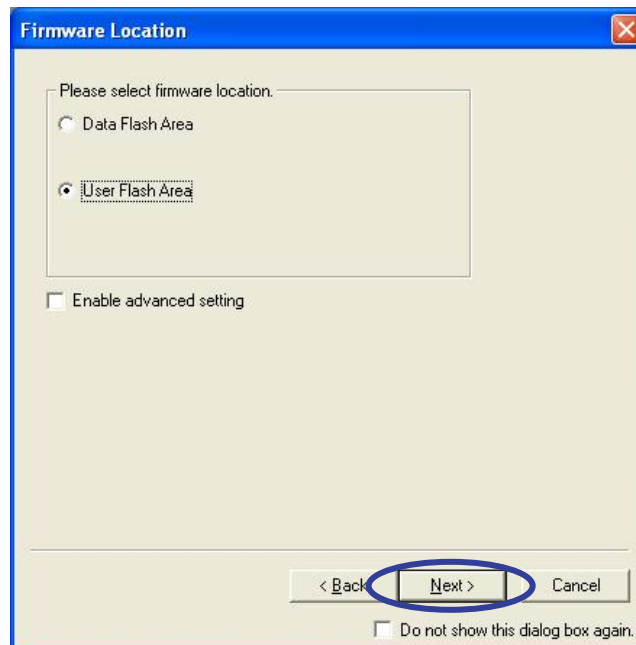 Firmware Location
Please select firmware location.
Data Flash Area
User Flash Area
Enable advanced setting
< Back Next > Cancel
Do not show this dialog box again.